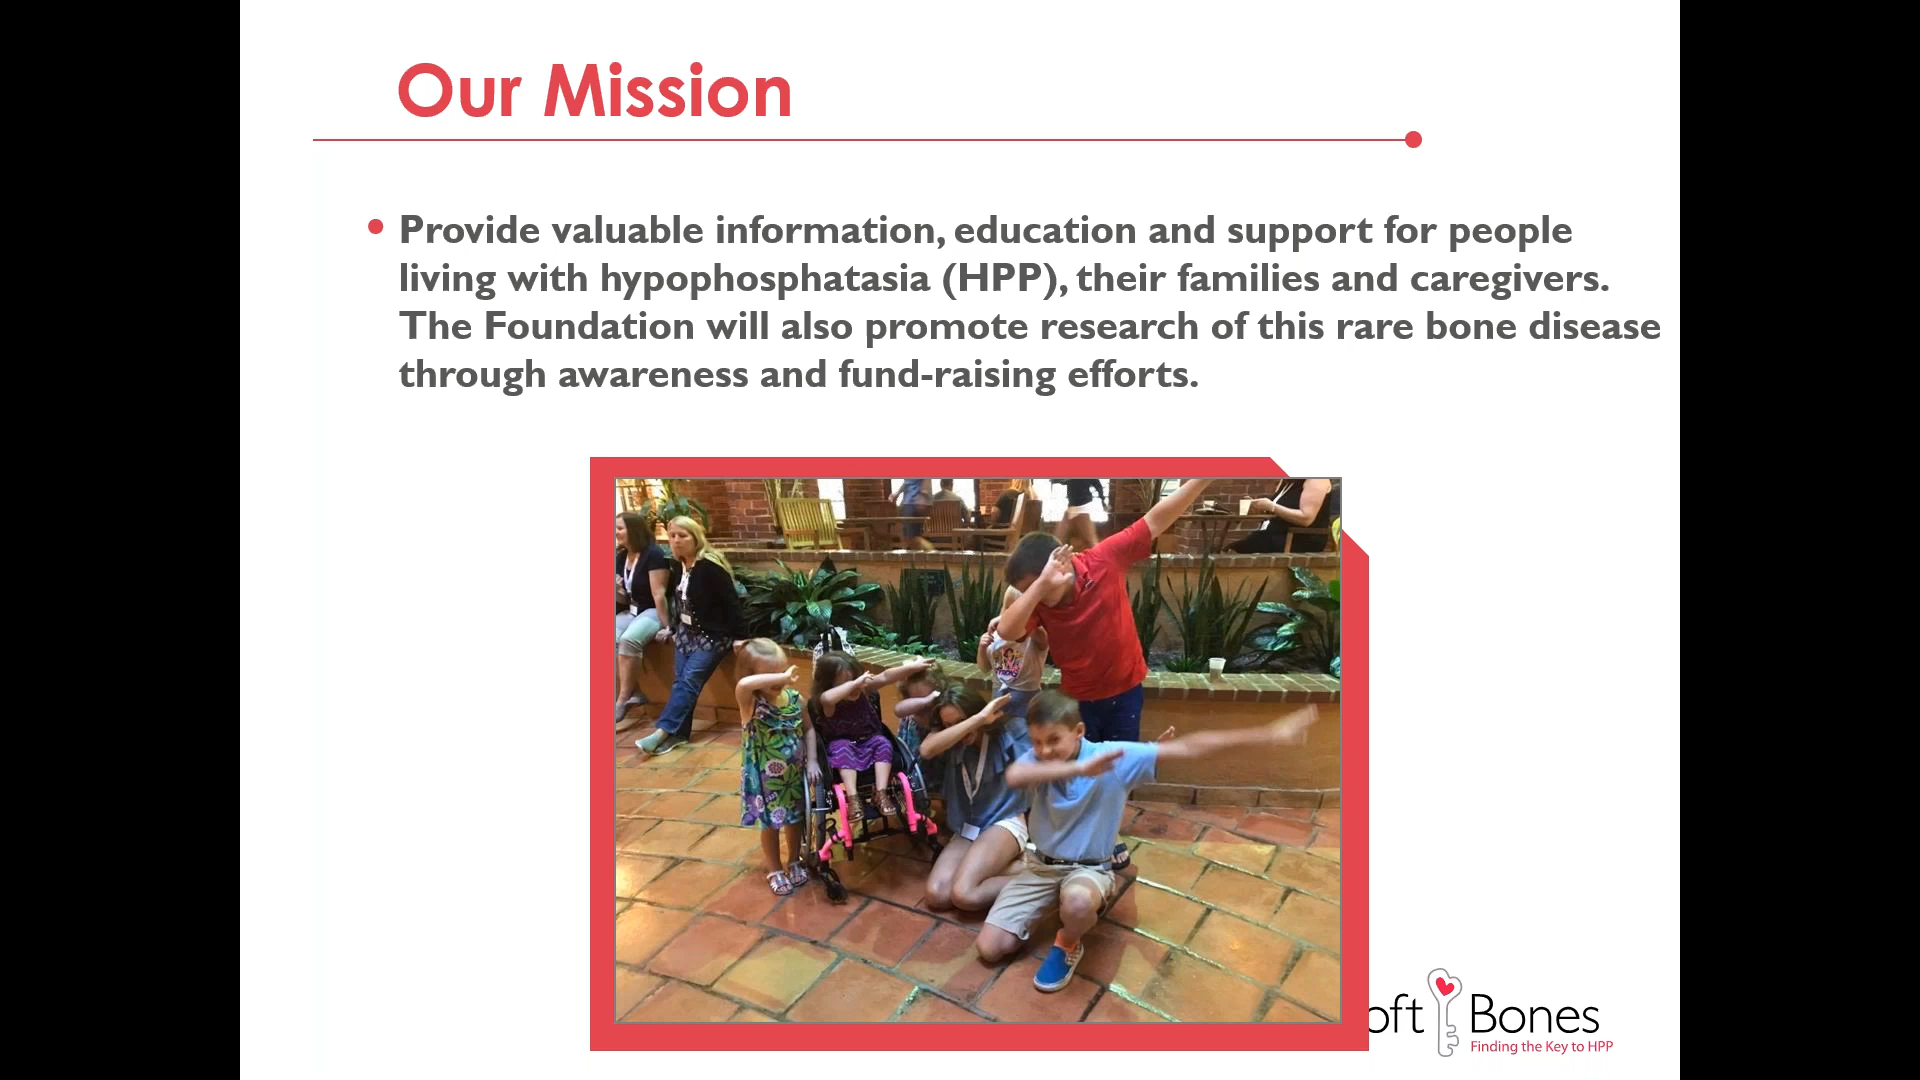 Our Mission
Provide valuable information, education and support for people
living with hypophosphatasia (HPP), their families and caregivers.
The Foundation will also promote research of this rare bone disease
through awareness and fund-raising efforts.
oft Bones
Finding the Key to HPP